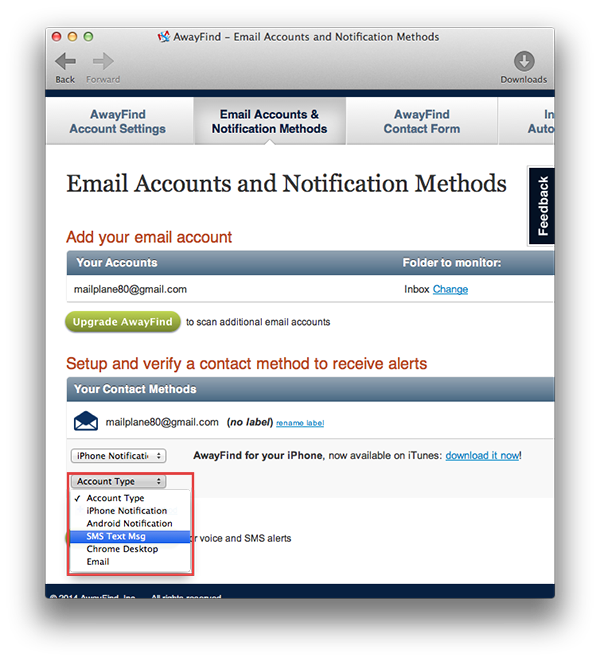 AwayFind – Email Accounts and Notification Methods
Back
Forward
Downloads
AwayFind
Account Settings
Email Accounts &
Notification Methods
AwayFind
Contact Form
In
Auto
Feedback
Email Accounts and Notification Methods
Add your email account
Your Accounts
Folder to monitor:
mailplane80@gmail.com
Inbox Change
Upgrade AwayFind to scan additional email accounts
Setup and verify a contact method to receive alerts
Your Contact Methods
mailplane80@gmail.com (no label) rename label
iPhone Notificati
AwayFind for your iPhone, now available on iTunes: download it now!
Account Type
✓ Account Type
iPhone Notification
Android Notification
SMS Text Msg
Chrome Desktop
Email
r voice and SMS alerts
© 2014 AwayFind, Inc. All rights reserved